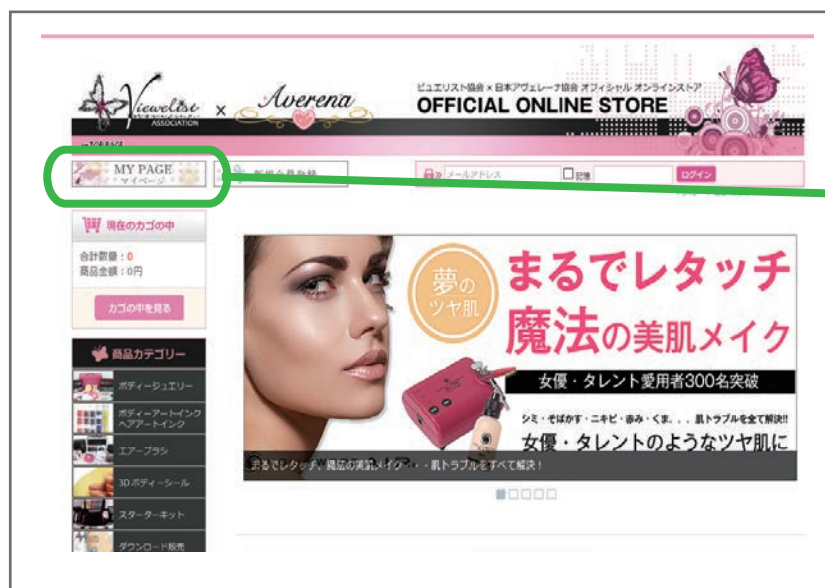 Viewelist
ASSOCIATION
×
Averena
ビュエリスト協会 × 日本アヴェレーナ協会 オフィシャル オンラインストア
OFFICIAL ONLINE STORE
MY PAGE
マイページ
メールアドレス
記憶
ログイン
現在のカゴの中
合計数量：0
商品金額：0円
カゴの中を見る
商品カテゴリー
ボディージュエリー
ボディーアートインク
ヘアアートインク
エアーブラシ
3Dボディーシール
スターターキット
ダウンロード販売
夢の
ツヤ肌
まるでレタッチ
魔法の美肌メイク
女優・タレント愛用者300名突破
シミ・そばかす・ニキビ・赤み・くま．．．肌トラブルを全て解決!!
女優・タレントのようなツヤ肌に
まるでレタッチ、魔法の美肌メイク・・・肌トラブルをすべて解決！